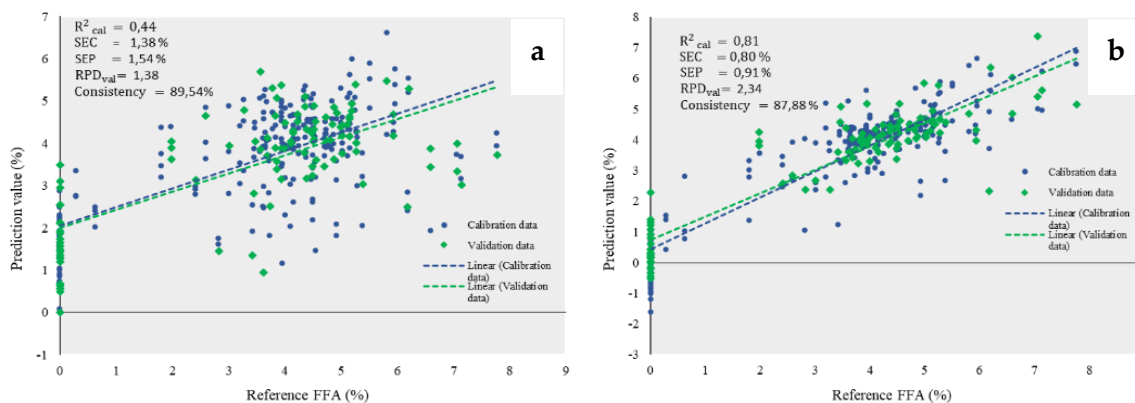 a
R² cal = 0,44
SEC = 1,38%
SEP = 1,54%
RPDval= 1,38
Consistency = 89,54%
7
6
5
4
3
2
1
0
-1
Prediction value (%)
Calibration data
Validation data
Linear (Calibration
data)
Linear (Validation
data)
0 1 2 3 4 5 6 7 8 9
Reference FFA (%)
b
R² cal = 0,81
SEC = 0,80%
SEP = 0,91%
RPDval = 2,34
Consistency = 87,88%
8
7
6
5
4
3
2
1
0
-1
-2
-3
Prediction value (%)
Calibration data
Validation data
Linear (Calibration
data)
Linear (Validation
data)
0 1 2 3 4 5 6 7 8
Reference FFA (%)